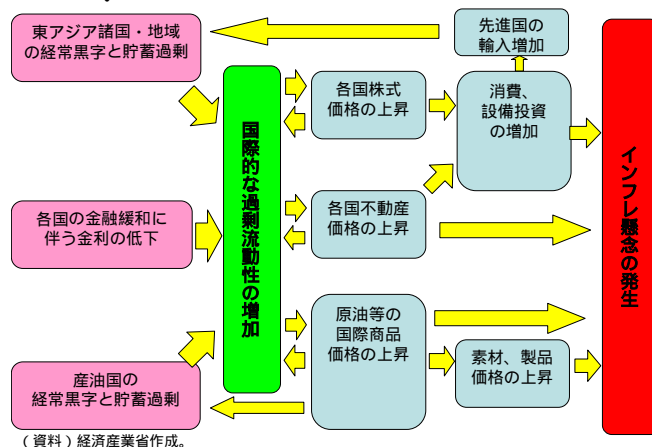 東アジア諸国・地域
の経常黒字と貯蓄過剰
先進国の
輸入増加
各国株式
価格の上昇
消費、
設備投資
の増加
国際的な過剰流動性の増加
インフレ懸念の発生
各国の金融緩和に
伴う金利の低下
各国不動産
価格の上昇
原油等の
国際商品
価格の上昇
素材、製品
価格の上昇
産油国の
経常黒字と貯蓄過剰
（資料）経済産業省作成。